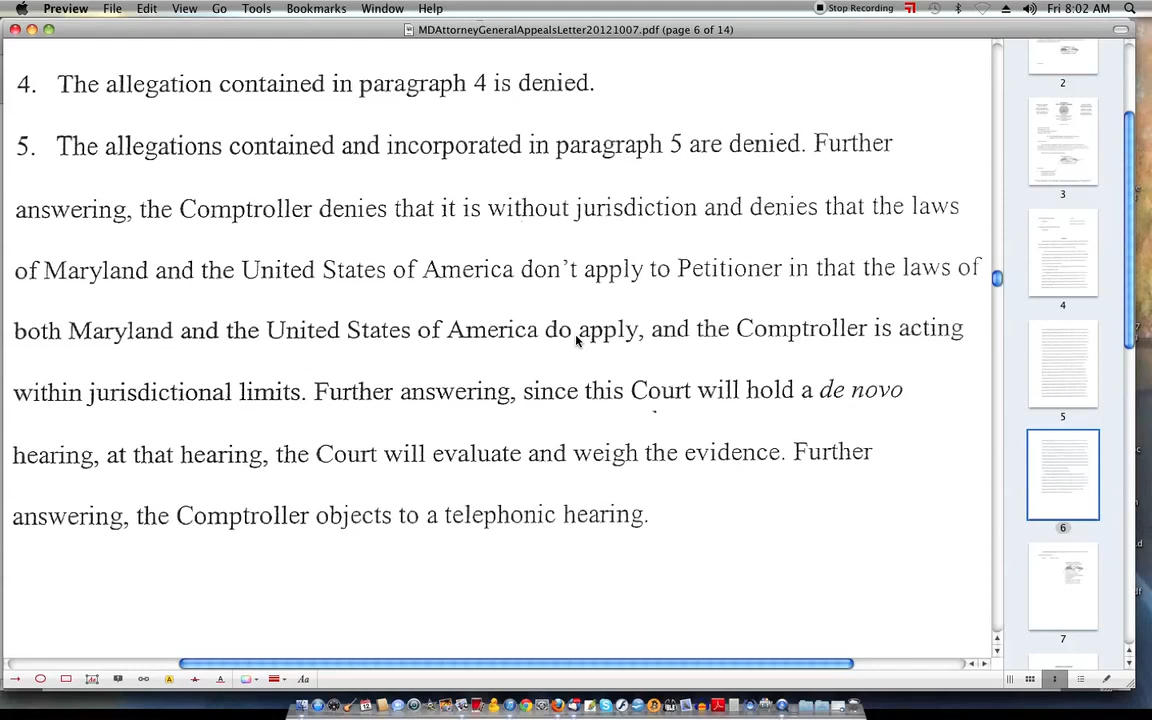 Preview File Edit View Go Tools Bookmarks Window Help Stop Recording Fri 8:02 AM
MDAttorneyGeneralAppealsLetter20121007.pdf (page 6 of 14)
4. The allegation contained in paragraph 4 is denied.
5. The allegations contained and incorporated in paragraph 5 are denied. Further
answering, the Comptroller denies that it is without jurisdiction and denies that the laws
of Maryland and the United States of America don't apply to Petitioner in that the laws of
both Maryland and the United States of America do apply, and the Comptroller is acting
within jurisdictional limits. Further answering, since this Court will hold a de novo
hearing, at that hearing, the Court will evaluate and weigh the evidence. Further
answering, the Comptroller objects to a telephonic hearing.
2
3
4
5
6
7
Aa